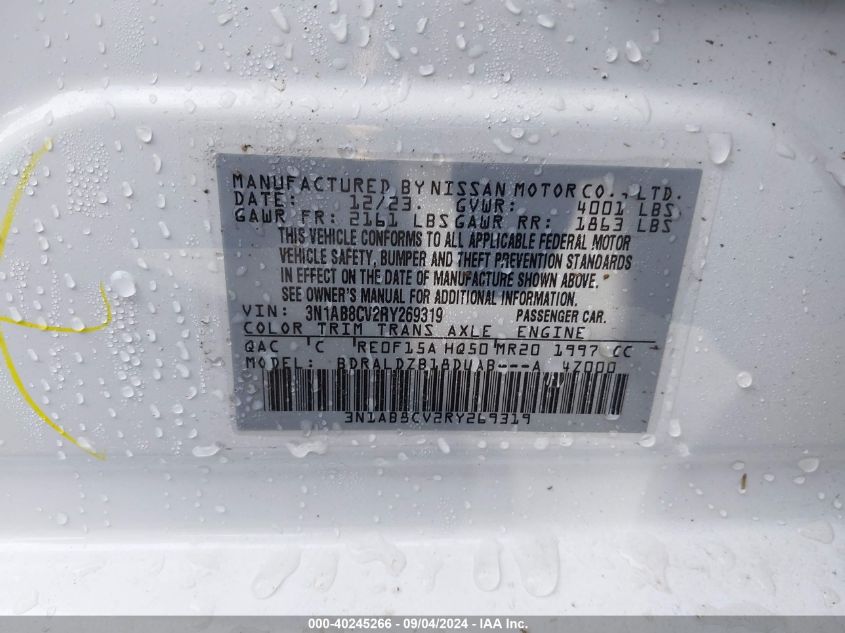 MANUFACTURED BY NISSAN MOTOR CO., LTD.
DATE: 12/23. GVWR: 4001 LBS
GAWR FR: 2161 LBS GAWR RR: 1863 LBS
THIS VEHICLE CONFORMS TO ALL APPLICABLE FEDERAL MOTOR
VEHICLE SAFETY, BUMPER AND THEFT PREVENTION STANDARDS
IN EFFECT ON THE DATE OF MANUFACTURE SHOWN ABOVE.
SEE OWNER'S MANUAL FOR ADDITIONAL INFORMATION.
VIN: 3N1AB8CV2RY269319 PASSENGER CAR.
COLOR TRIM TRANS AXLE ENGINE
QAC 'C 'RE0F15A HQ50'MR20 1997 CC
MODEL: BDRALDZB18DUAB---A 4Z000
3N1AB8CV2RY269319
000-40245266 - 09/04/2024 - IAA Inc.